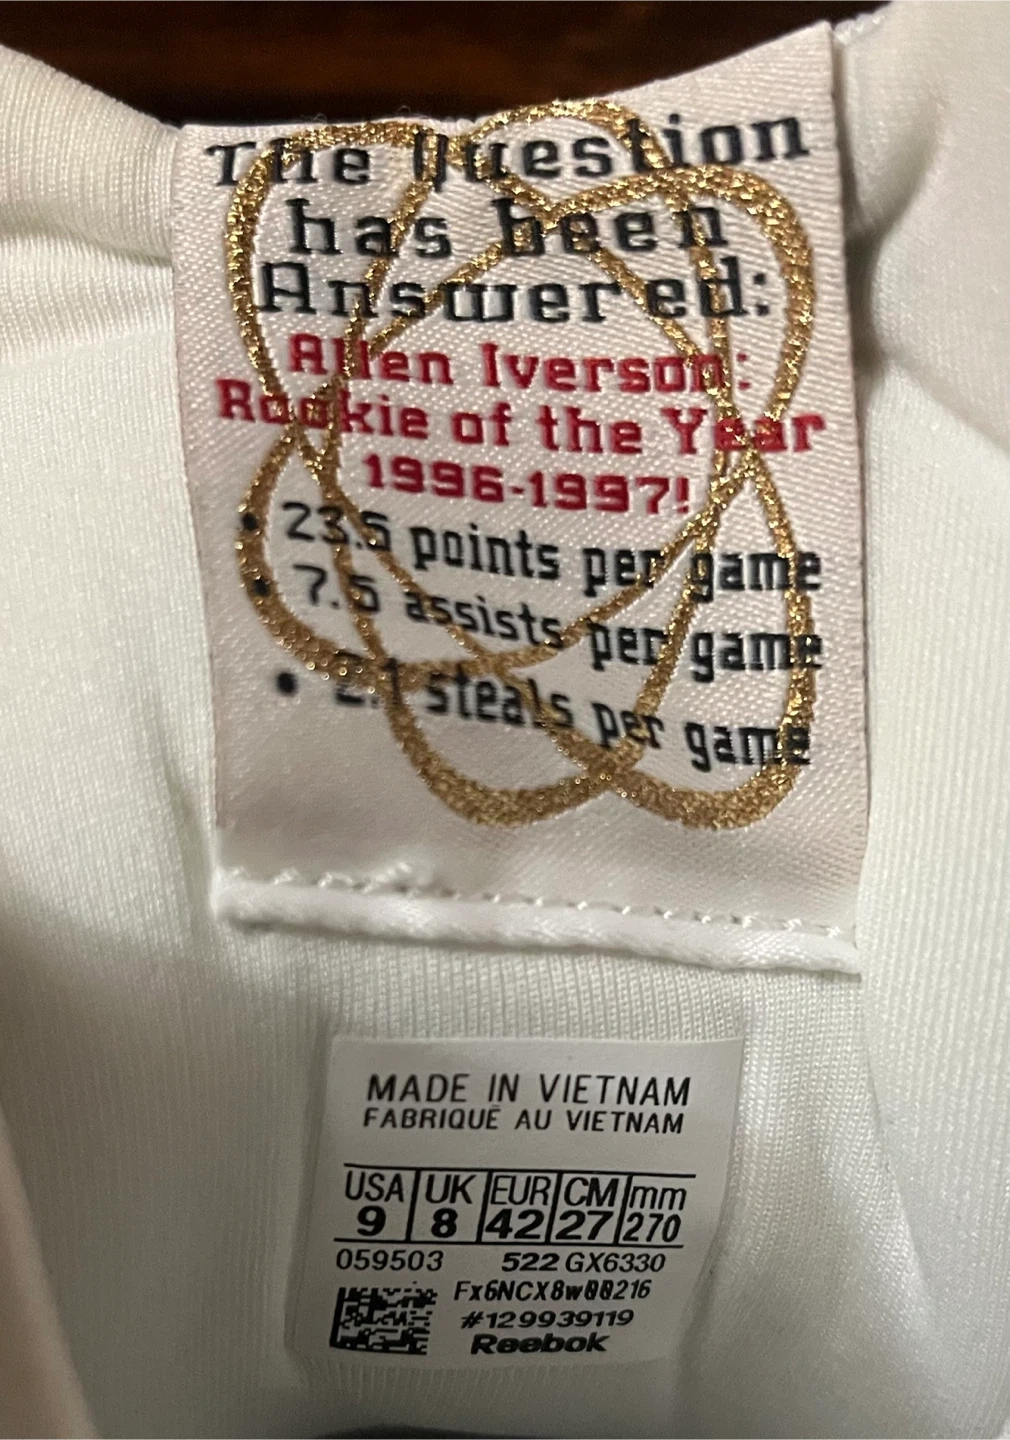 The Question
has been
Answered:
Allen Iverson:
Rookie of the Year
1996-1997!
• 23.5 points per game
• 7.5 assists per game
• 2.1 steals per game
MADE IN VIETNAM
FABRIQUÉ AU VIETNAM
USA UK EUR CM mm
9 8 42 27 270
059503 522 GX6330
Fx6NCX8w00216
#129939119
Reebok